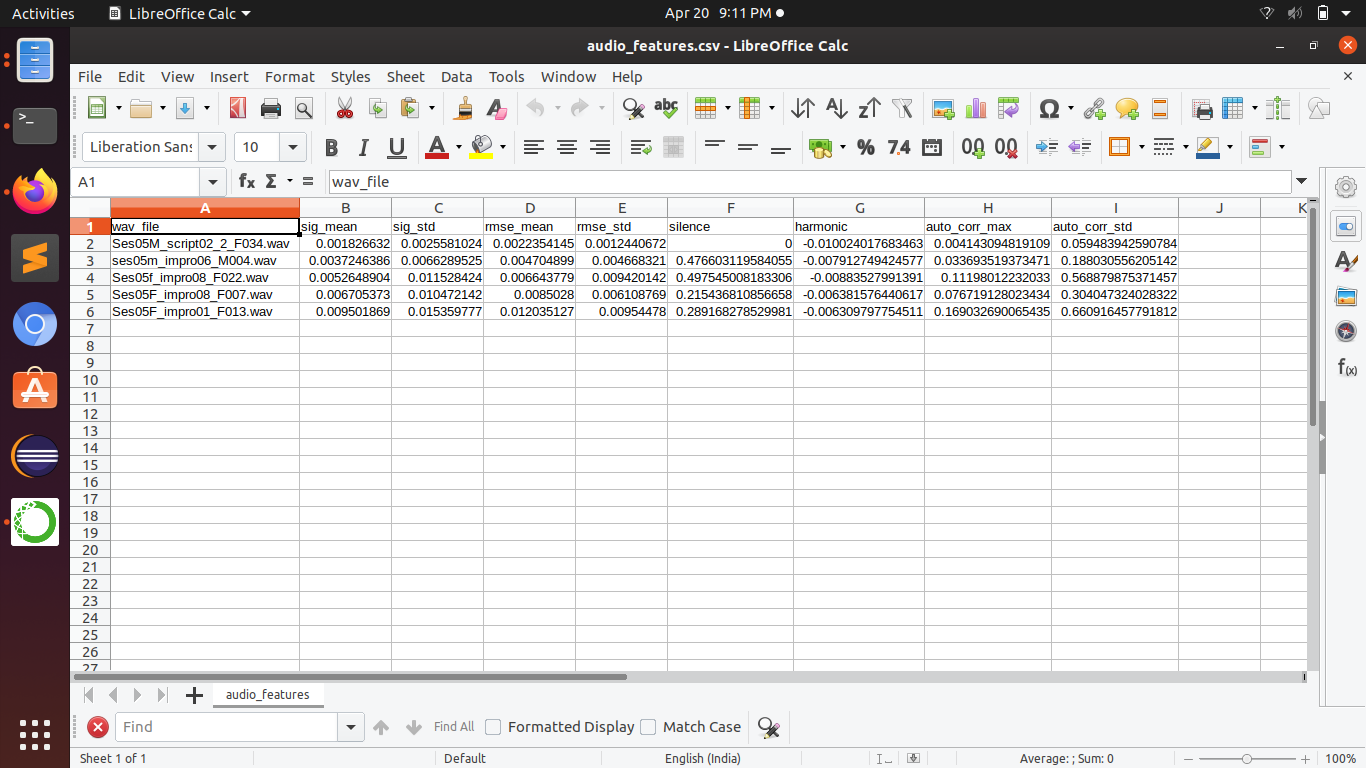 Activities LibreOffice Calc Apr 20 9:11 PM
audio_features.csv - LibreOffice Calc
File Edit View Insert Format Styles Sheet Data Tools Window Help
Liberation Sans 10
A1 wav_file
A B C D E F G H I J K
1 wav_file sig_mean sig_std rmse_mean rmse_std silence harmonic auto_corr_max auto_corr_std
2 Ses05M_script02_2_F034.wav 0.001826632 0.0025581024 0.0022354145 0.0012440672 0 -0.010024017683463 0.004143094819109 0.059483942590784
3 ses05m_impro06_M004.wav 0.0037246386 0.0066289525 0.004704899 0.004668321 0.476603119584055 -0.007912749424577 0.033693519373471 0.188030556205142
4 Ses05f_impro08_F022.wav 0.0052648904 0.011528424 0.006643779 0.009420142 0.497545008183306 -0.00883527991391 0.11198012232033 0.568879875371457
5 Ses05F_impro08_F007.wav 0.006705373 0.010472142 0.0085028 0.006108769 0.215436810856658 -0.006381576440617 0.076719128023434 0.304047324028322
6 Ses05F_impro01_F013.wav 0.009501869 0.015359777 0.012035127 0.00954478 0.289168278529981 -0.006309797754511 0.169032690065435 0.660916457791812
7
8
9
10
11
12
13
14
15
16
17
18
19
20
21
22
23
24
25
26
27
audio_features
Find Find All Formatted Display Match Case
Sheet 1 of 1 Default English (India) Average: ; Sum: 0 100%